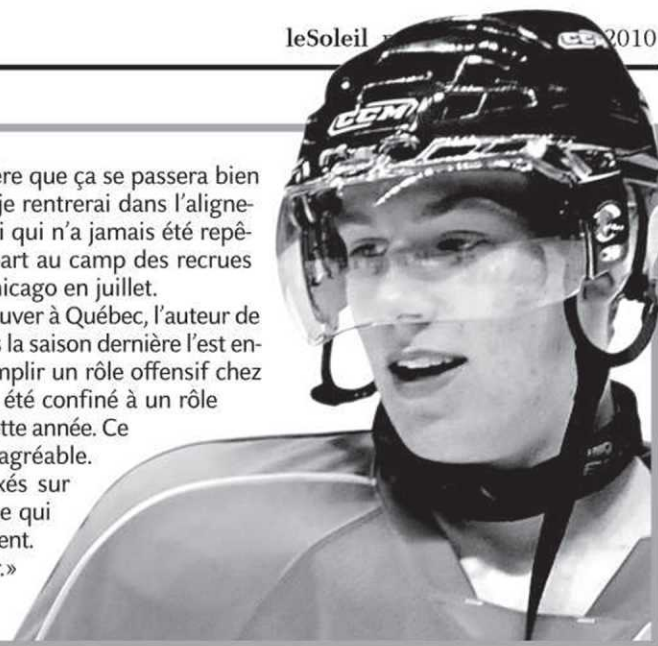 leSoleil 2010
CCM
ère que ça se passera bien
je rentrerai dans l'aligne-
i qui n'a jamais été repê-
art au camp des recrues
icago en juillet.
uver à Québec, l'auteur de
s la saison dernière l'est en-
mplir un rôle offensif chez
été confiné à un rôle
tte année. Ce
agréable.
xés sur
e qui
ent.
.»